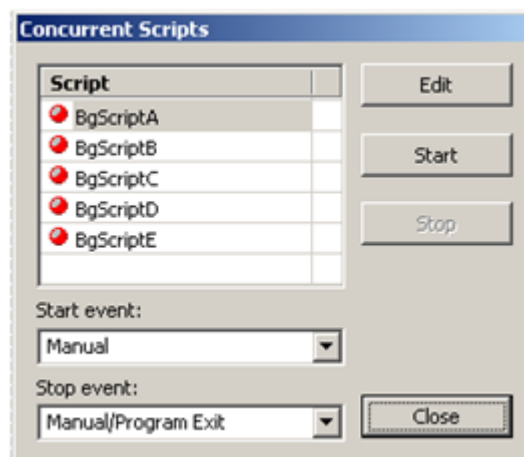 Concurrent Scripts
Script
BgScriptA
BgScriptB
BgScriptC
BgScriptD
BgScriptE
Edit
Start
Stop
Start event:
Manual
Stop event:
Manual/Program Exit
Close